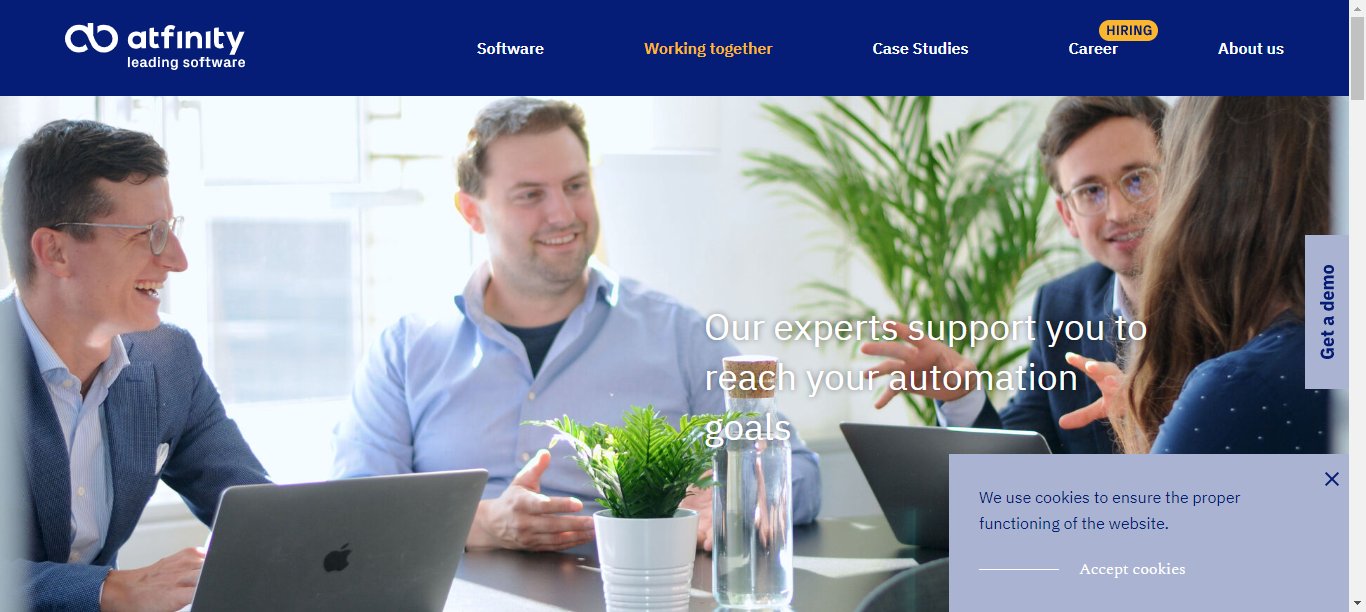 atfinity
leading software
Software
Working together
Case Studies
HIRING
Career
About us
Our experts support you to
reach your automation
goals
Get a demo
We use cookies to ensure the proper
functioning of the website.
Accept cookies